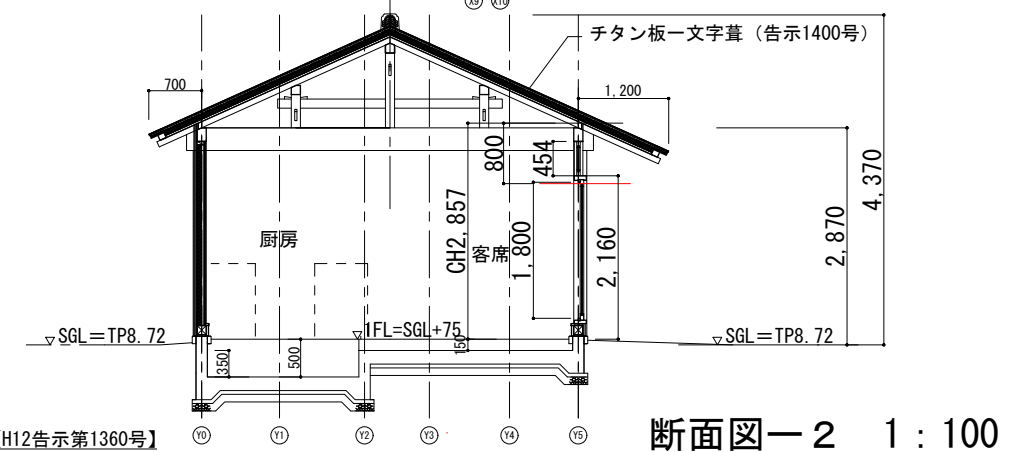 X9 X10
チタン板一文字葺（告示1400号）
700
1,200
800
454
4,370
CH2,857
2,870
厨房
客席
1,800
2,160
SGL＝TP8.72
1FL=SGL+75
SGL＝TP8.72
150
350
500
H12告示第1360号】
Y0 Y1 Y2 Y3 Y4 Y5
断面図ー２ 1：100